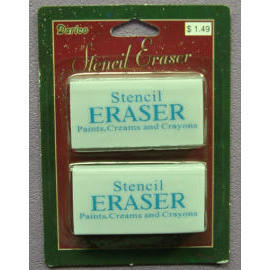 Darice
$ 1.49
Stencil Eraser
Stencil
ERASER
Paints, Creams and Crayons
Stencil
ERASER
Paints, Creams and Crayons